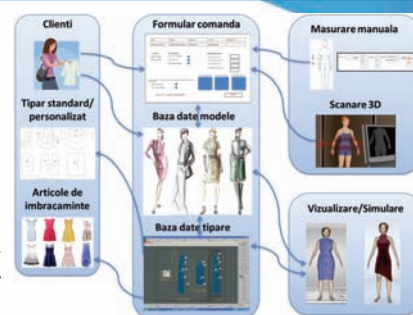 Clienti
Tipar standard/
personalizat
Articole de
imbracaminte
Formular comanda
Baza date modele
Baza date tipare
Masurare manuala
Scanare 3D
Vizualizare/Simulare